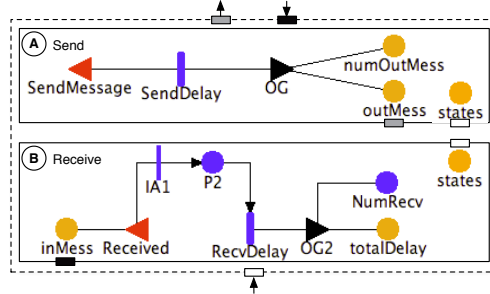 A Send
numOutMess
SendMessage
SendDelay
OG
outMess
states
B Receive
states
IA1
P2
NumRecv
inMess
Received
RecvDelay
OG2
totalDelay